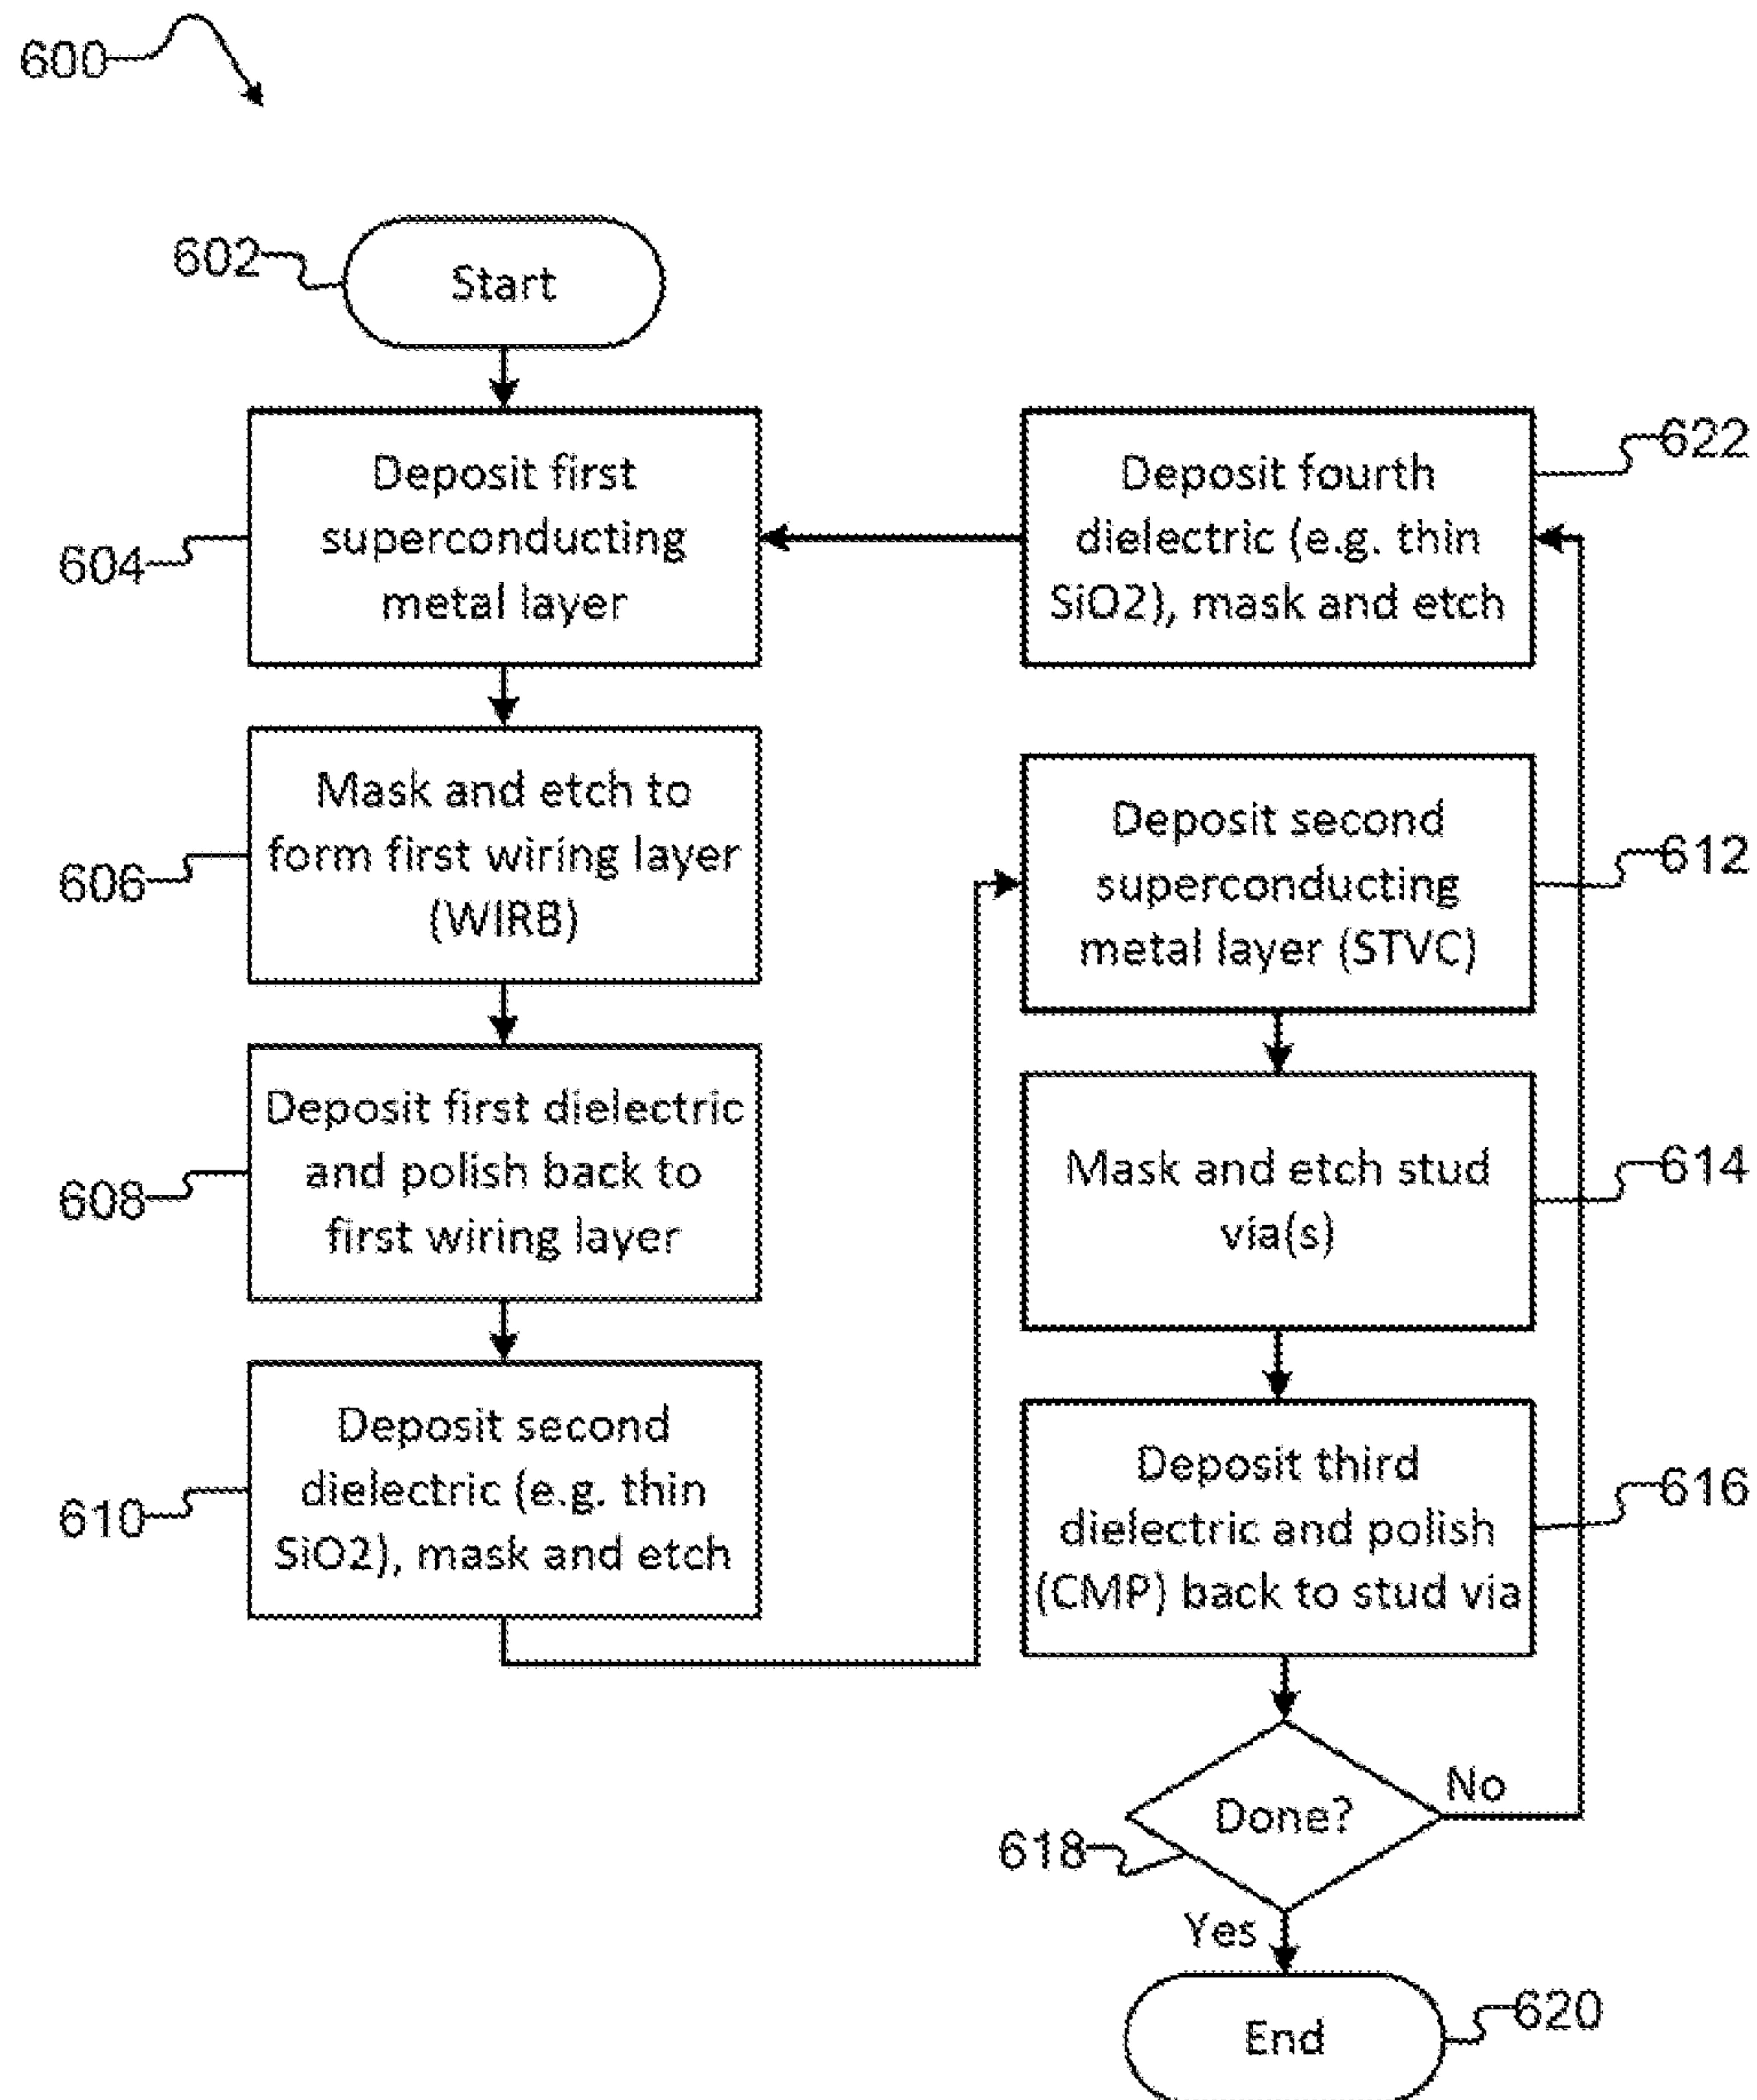 600
602
Start
604
Deposit first
superconducting
metal layer
606
Mask and etch to
form first wiring layer
(WIRB)
608
Deposit first dielectric
and polish back to
first wiring layer
610
Deposit second
dielectric (e.g. thin
SiO2), mask and etch
622
Deposit fourth
dielectric (e.g. thin
SiO2), mask and etch
612
Deposit second
superconducting
metal layer (STVC)
614
Mask and etch stud
via(s)
616
Deposit third
dielectric and polish
(CMP) back to stud via
618
Done?
No
Yes
620
End